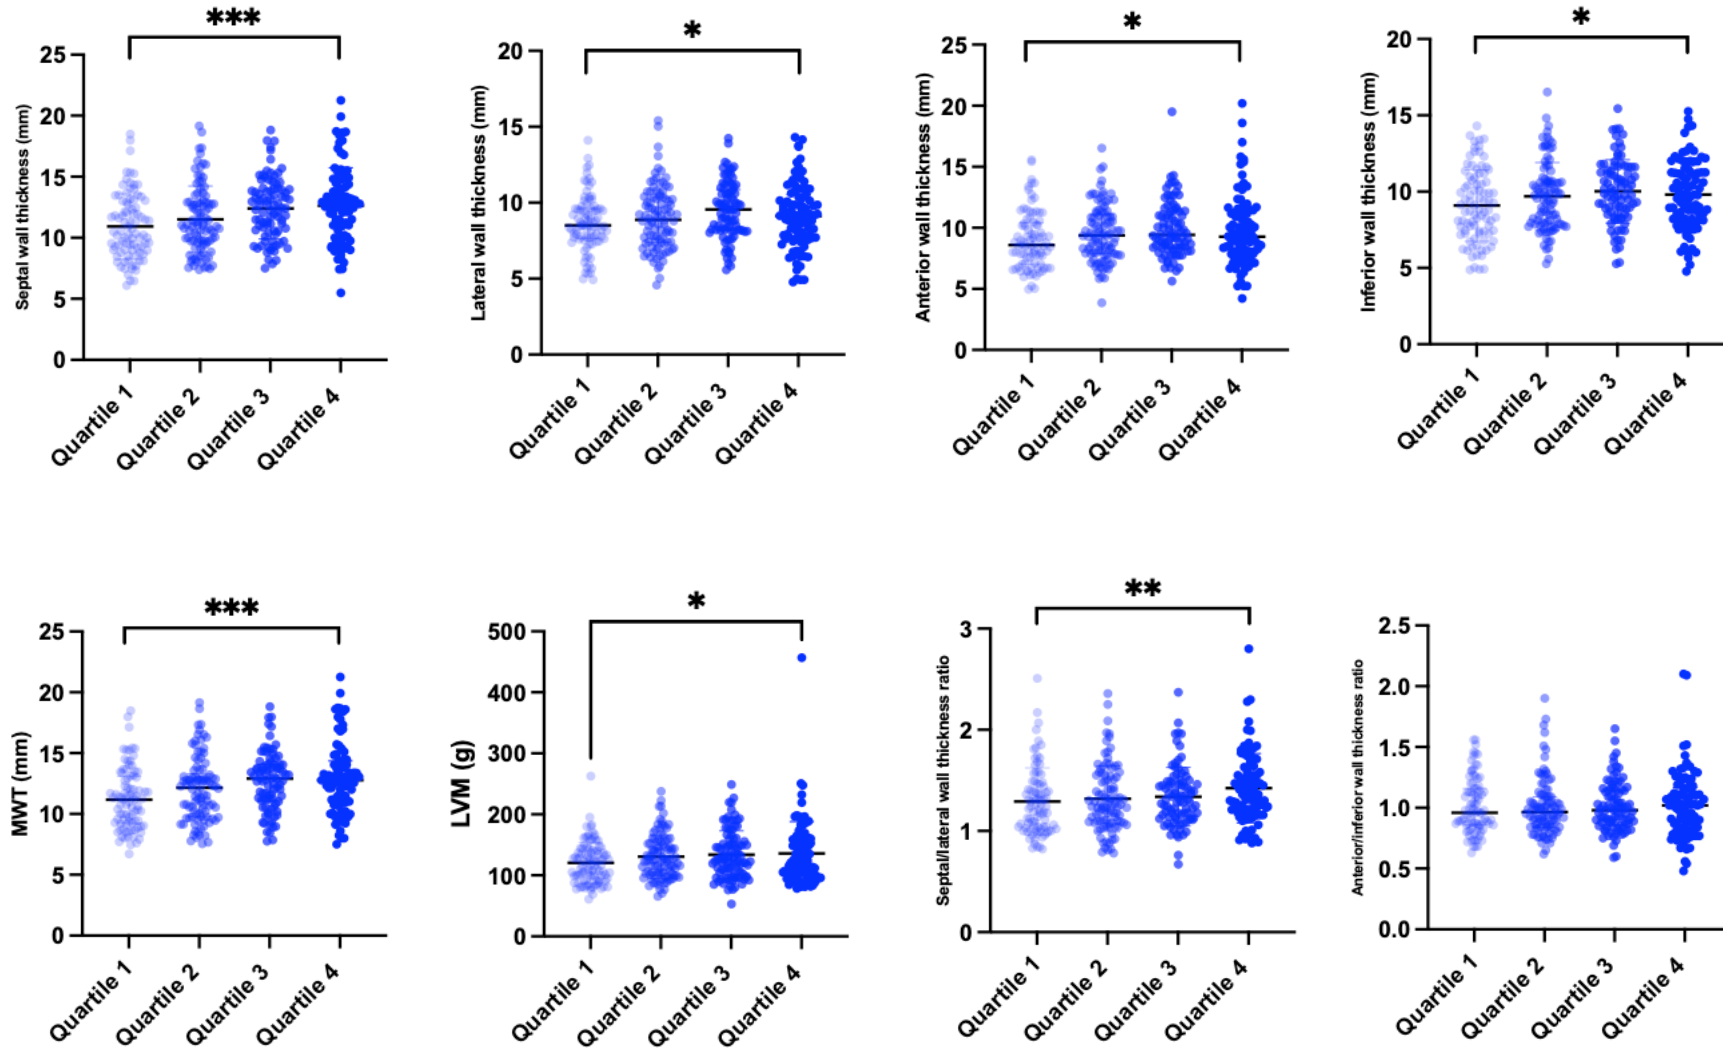 ***
Septal wall thickness (mm)
25
20
15
10
5
0
Quartile 1
Quartile 2
Quartile 3
Quartile 4
*
Lateral wall thickness (mm)
20
15
10
5
0
Quartile 1
Quartile 2
Quartile 3
Quartile 4
*
Anterior wall thickness (mm)
25
20
15
10
5
0
Quartile 1
Quartile 2
Quartile 3
Quartile 4
*
Inferior wall thickness (mm)
20
15
10
5
0
Quartile 1
Quartile 2
Quartile 3
Quartile 4
***
MWT (mm)
25
20
15
10
5
0
Quartile 1
Quartile 2
Quartile 3
Quartile 4
*
LVM (g)
500
400
300
200
100
0
Quartile 1
Quartile 2
Quartile 3
Quartile 4
**
Septal/lateral wall thickness ratio
3
2
1
0
Quartile 1
Quartile 2
Quartile 3
Quartile 4
Anterior/inferior wall thickness ratio
2.5
2.0
1.5
1.0
0.5
0.0
Quartile 1
Quartile 2
Quartile 3
Quartile 4